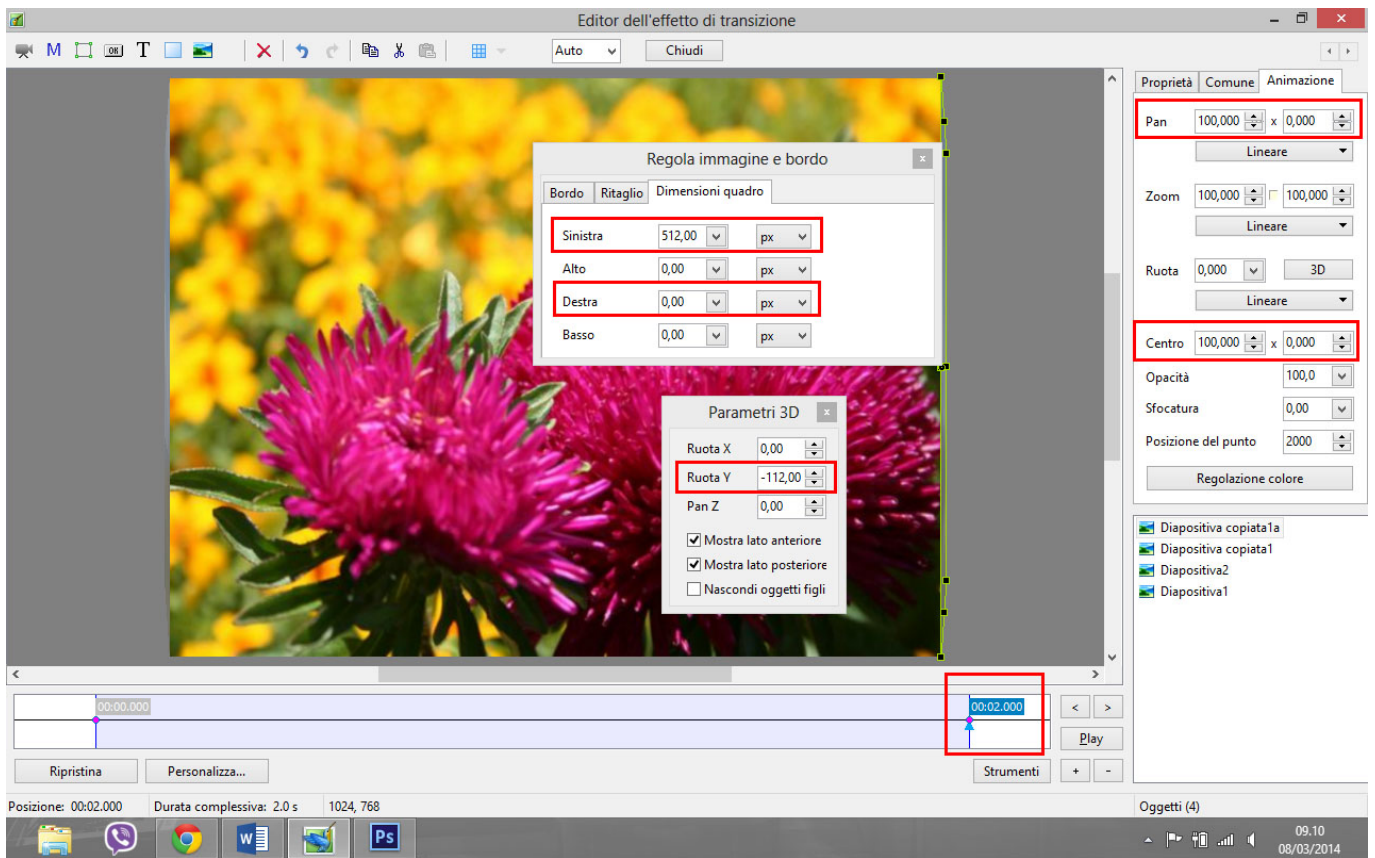 Editor dell'effetto di transizione
M OK T Auto Chiudi
Proprietà Comune Animazione
Pan 100,000 x 0,000
Lineare
Zoom 100,000 100,000
Lineare
Ruota 0,000 3D
Lineare
Centro 100,000 x 0,000
Opacità 100,0
Sfocatura 0,00
Posizione del punto 2000
Regolazione colore
Regola immagine e bordo x
Bordo Ritaglio Dimensioni quadro
Sinistra 512,00 px
Alto 0,00 px
Destra 0,00 px
Basso 0,00 px
Parametri 3D x
Ruota X 0,00
Ruota Y -112,00
Pan Z 0,00
Mostra lato anteriore
Mostra lato posteriore
Nascondi oggetti figli
Diapositiva copiata1a
Diapositiva copiata1
Diapositiva2
Diapositiva1
00:00.000 00:02.000 < >
Play
Ripristina Personalizza... Strumenti + -
Posizione: 00:02.000 Durata complessiva: 2.0 s 1024, 768 Oggetti (4)
W Ps
09.10
08/03/2014